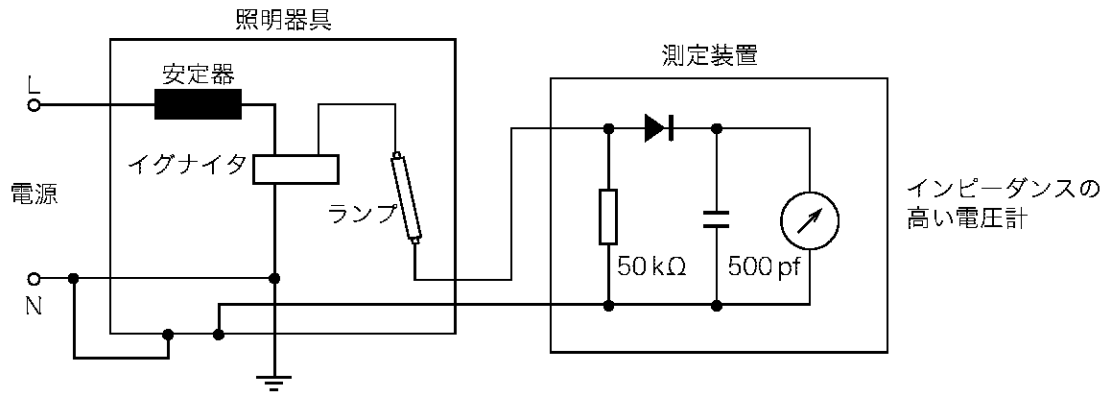 照明器具
測定装置
L
安定器
イグナイタ
電源
ランプ
インピーダンスの
高い電圧計
50kΩ
500pf
N